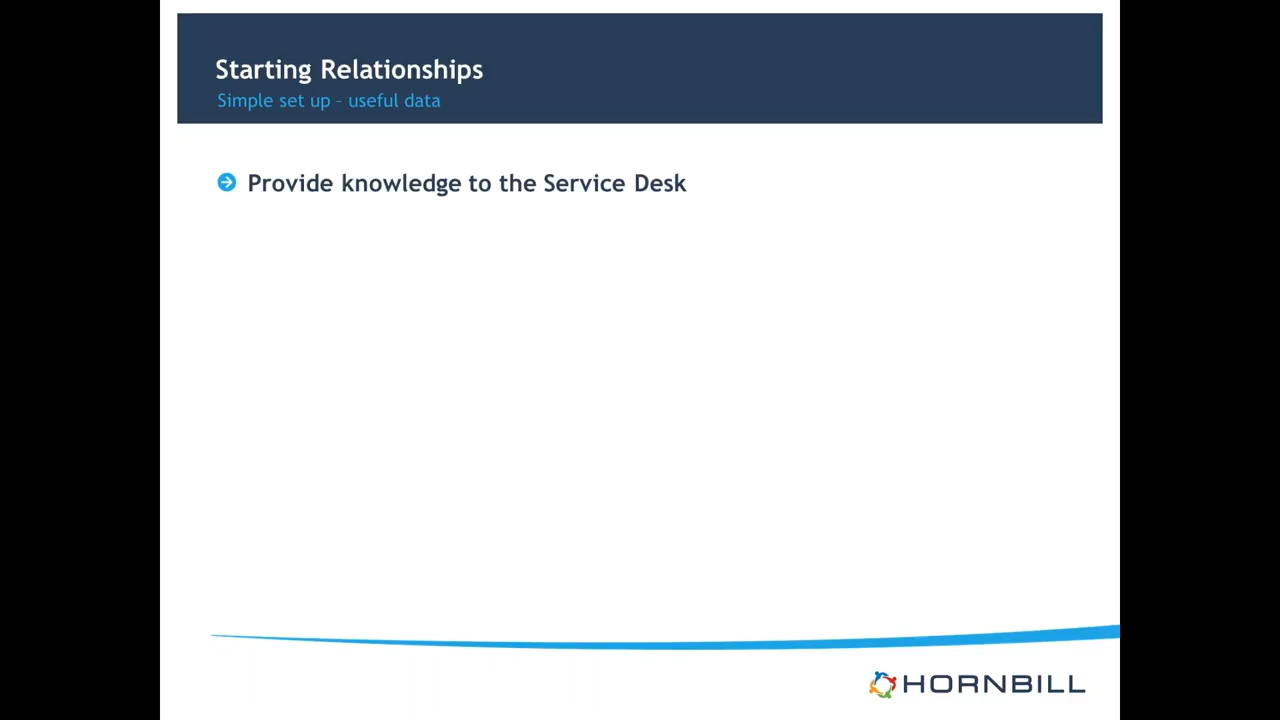 Starting Relationships
Simple set up – useful data
Provide knowledge to the Service Desk
HORNBILL